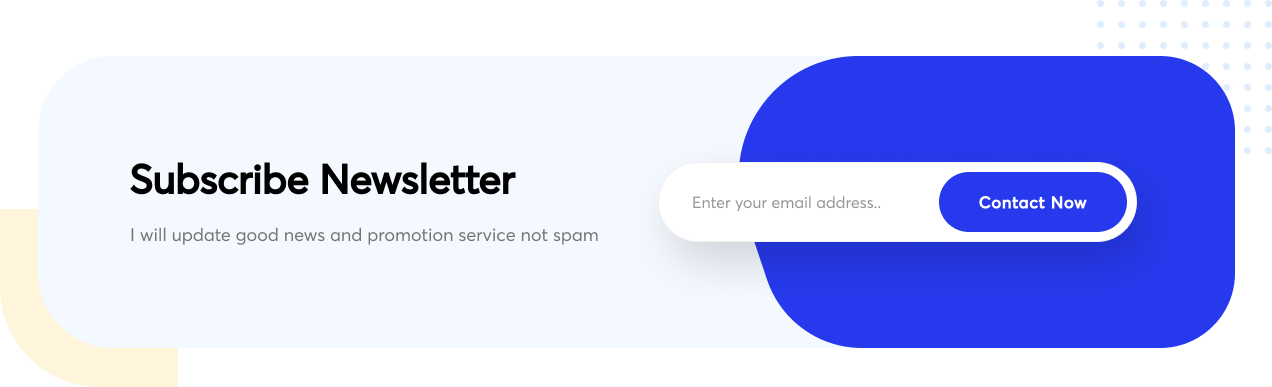 Subscribe Newsletter
I will update good news and promotion service not spam
Enter your email address..
Contact Now